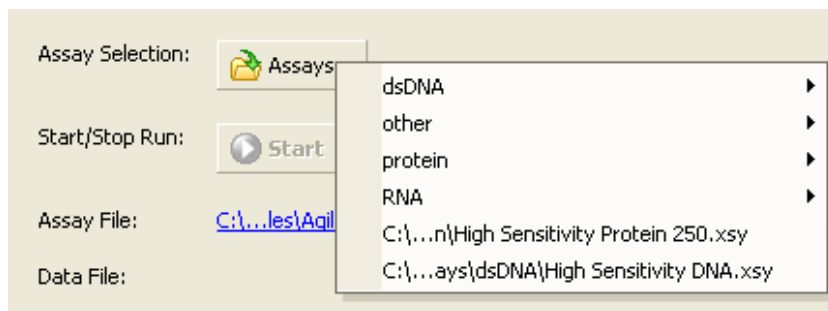 Assay Selection:
Assays
dsDNA
other
Start/Stop Run:
Start
protein
RNA
Assay File:
C:\...les\Agil
C:\...n\High Sensitivity Protein 250.xsy
C:\...ays\dsDNA\High Sensitivity DNA.xsy
Data File: